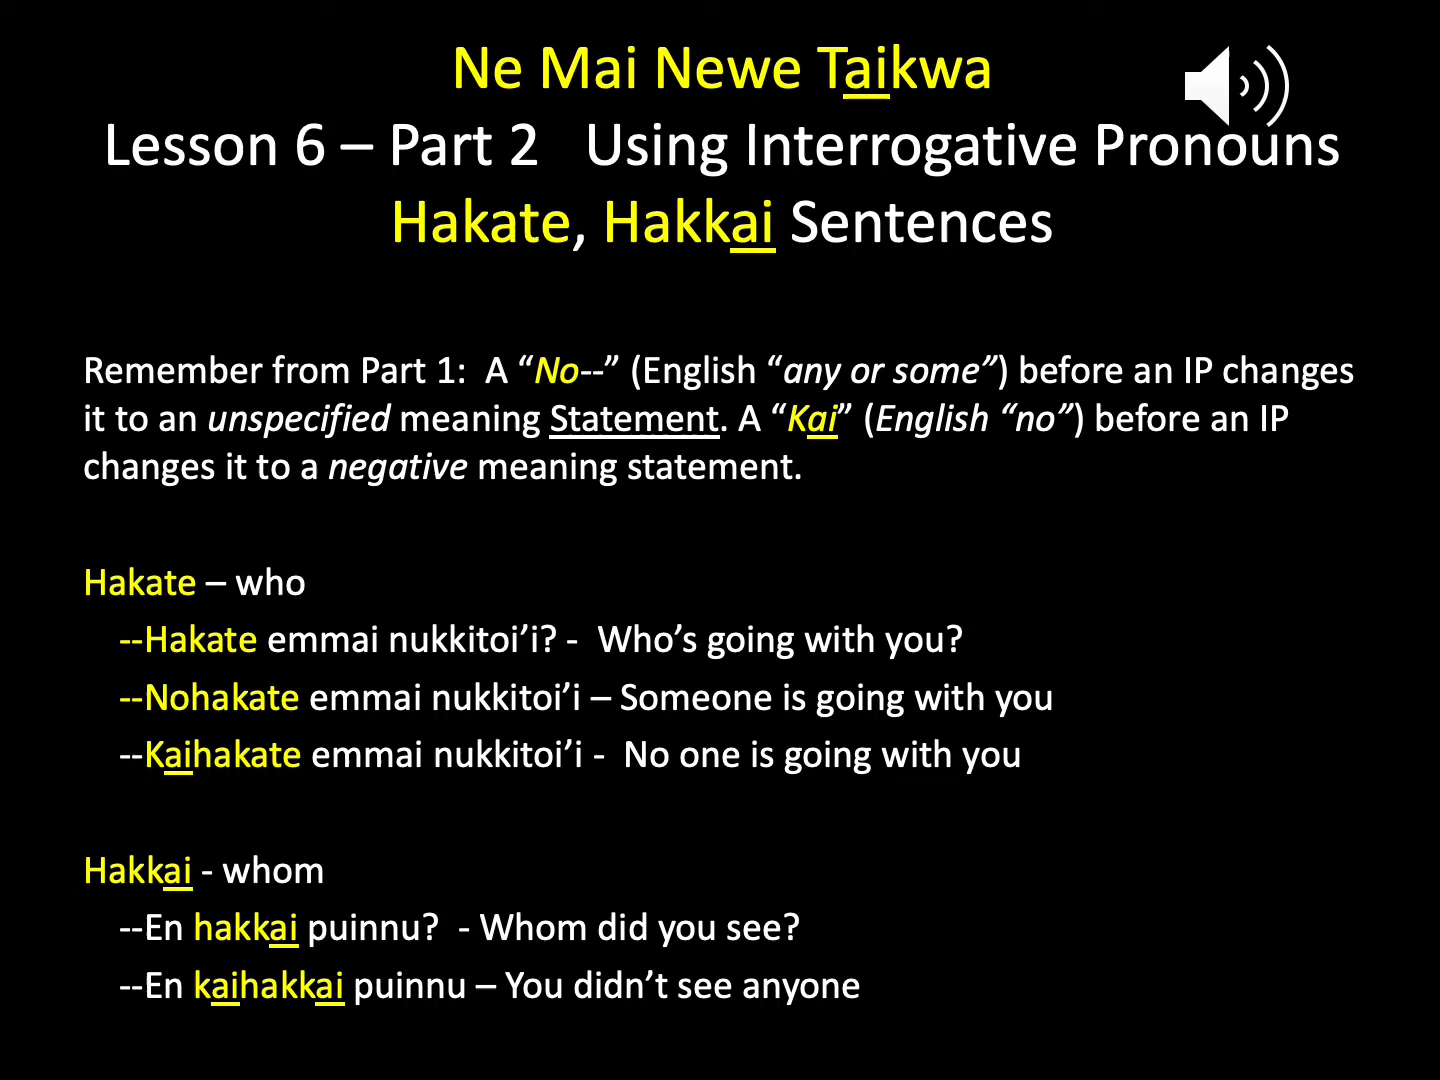 Ne Mai Newe Taikwa
Lesson 6 – Part 2   Using Interrogative Pronouns
Hakate, Hakkai Sentences
Remember from Part 1:  A “No--” (English “any or some”) before an IP changes
it to an unspecified meaning Statement. A “Kai” (English “no”) before an IP
changes it to a negative meaning statement.
Hakate – who
--Hakate emmai nukkitoi’i? -  Who’s going with you?
--Nohakate emmai nukkitoi’i – Someone is going with you
--Kaihakate emmai nukkitoi’i -  No one is going with you
Hakkai - whom
--En hakkai puinnu?  - Whom did you see?
--En kaihakkai puinnu – You didn’t see anyone